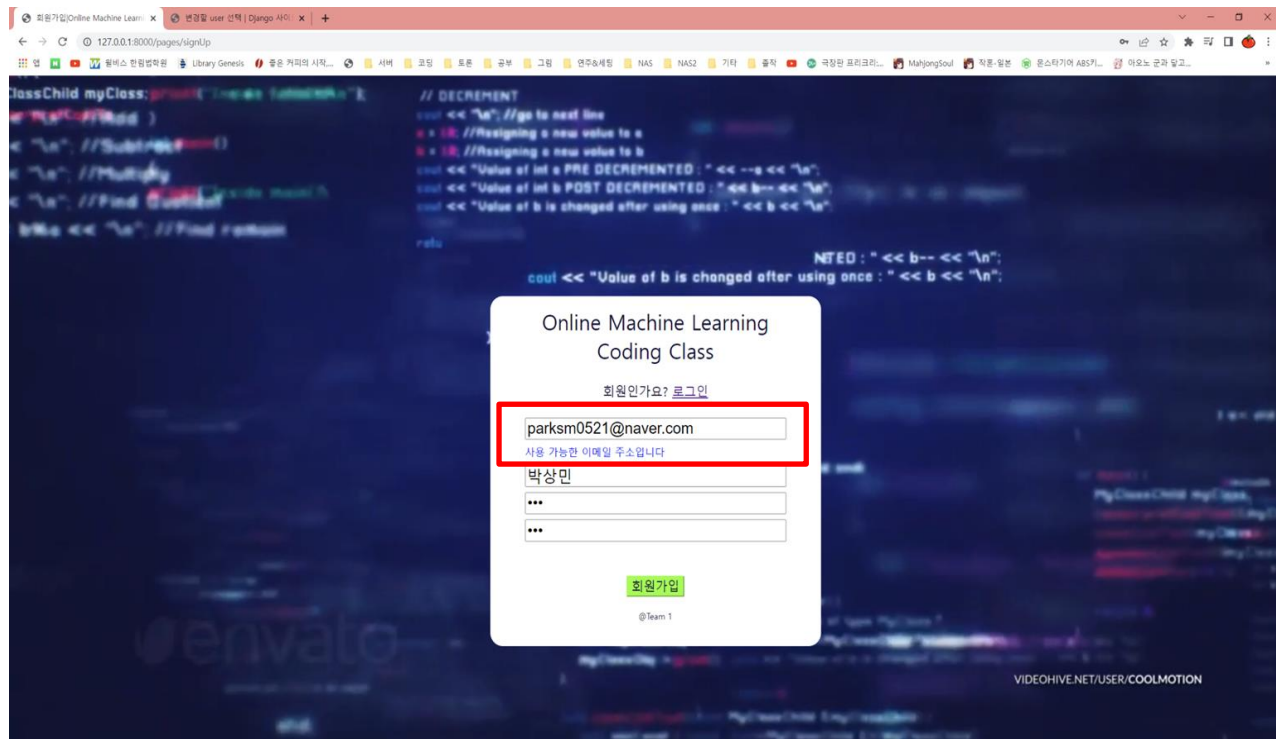 회원가입|Online Machine Learni
변경할 user 선택 | Django 사이
127.0.0.1:8000/pages/signUp
앱
윌비스 한림법학원
Library Genesis
좋은 커피의 시작,...
서버
코딩
토론
공부
그림
연주&세팅
NAS
NAS2
기타
출작
극장판 프리크리:...
MahjongSoul
작혼-일본
몬스타기어 ABS키...
아오노 군과 닿고...
lassChild myClass;
// DECREMENT
cout << "\n"; //go to next line
//Add )
//Assigning a new value to a
< "\n"; //Subtract
//Assigning a new value to b
< "\n"; //Multiply
cout << "Value of int a PRE DECREMENTED : " << --a << "\n";
cout << "Value of int b POST DECREMENTED : " << b-- << "\n";
< "\n"; //Find Quotient
cout << "Value of b is changed after using once : " << b << "\n";
<< "\n"; //Find remain
retu
NTED : " << b-- << "\n";
cout << "Value of b is changed after using once : " << b << "\n";
Online Machine Learning
Coding Class
회원인가요? 로그인
parksm0521@naver.com
사용 가능한 이메일 주소입니다
박상민
•••
•••
회원가입
@Team 1
envato
VIDEOHIVE.NET/USER/COOLMOTION